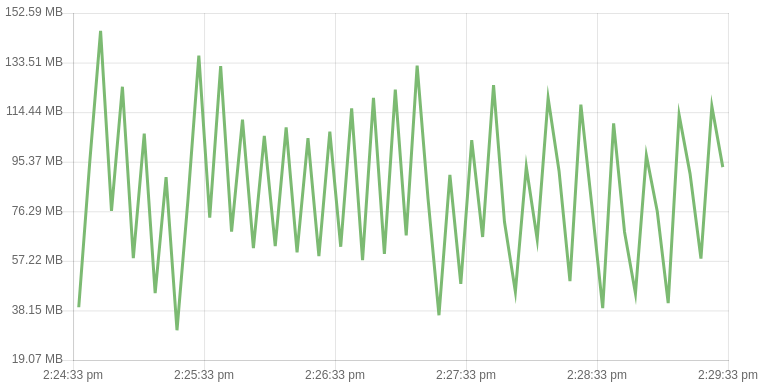 152.59 MB
133.51 MB
114.44 MB
95.37 MB
76.29 MB
57.22 MB
38.15 MB
19.07 MB
2:24:33 pm 2:25:33 pm 2:26:33 pm 2:27:33 pm 2:28:33 pm 2:29:33 pm